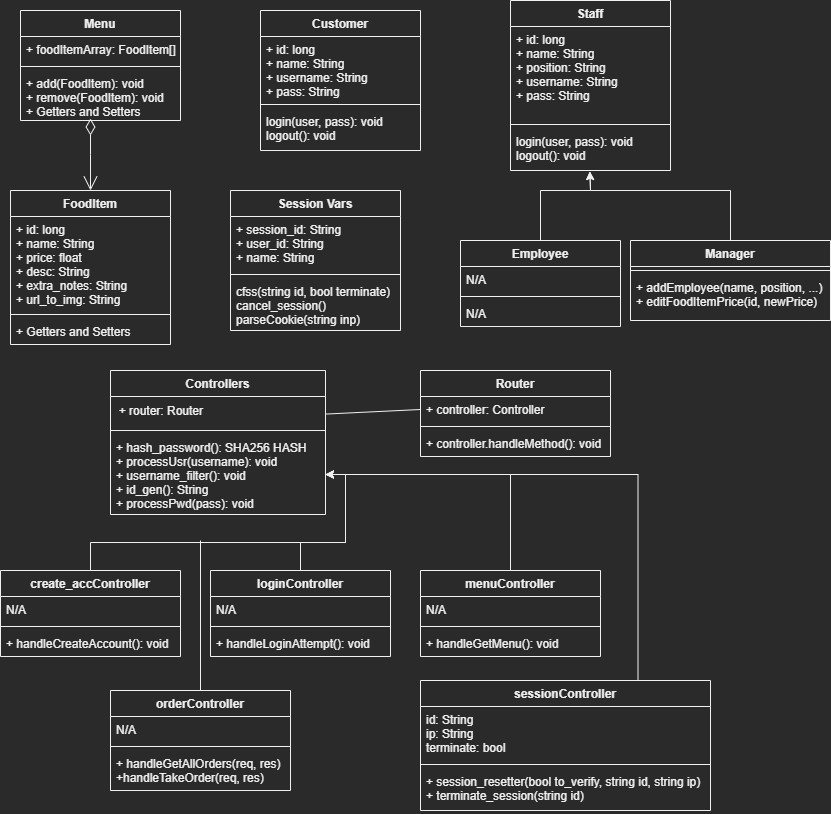 Menu
+ foodItemArray: FoodItem[]
+ add(FoodItem): void
+ remove(FoodItem): void
+ Getters and Setters
Customer
+ id: long
+ name: String
+ username: String
+ pass: String
login(user, pass): void
logout(): void
Staff
+ id: long
+ name: String
+ position: String
+ username: String
+ pass: String
login(user, pass): void
logout(): void
FoodItem
+ id: long
+ name: String
+ price: float
+ desc: String
+ extra_notes: String
+ url_to_img: String
+ Getters and Setters
Session Vars
+ session_id: String
+ user_id: String
+ name: String
cfss(string id, bool terminate)
cancel_session()
parseCookie(string inp)
Employee
N/A
N/A
Manager
+ addEmployee(name, position, ...)
+ editFoodItemPrice(id, newPrice)
Controllers
+ router: Router
+ hash_password(): SHA256 HASH
+ processUsr(username): void
+ username_filter(): void
+ id_gen(): String
+ processPwd(pass): void
Router
+ controller: Controller
+ controller.handleMethod(): void
create_accController
N/A
+ handleCreateAccount(): void
loginController
N/A
+ handleLoginAttempt(): void
menuController
N/A
+ handleGetMenu(): void
orderController
N/A
+ handleGetAllOrders(req, res)
+handleTakeOrder(req, res)
sessionController
id: String
ip: String
terminate: bool
+ session_resetter(bool to_verify, string id, string ip)
+ terminate_session(string id)